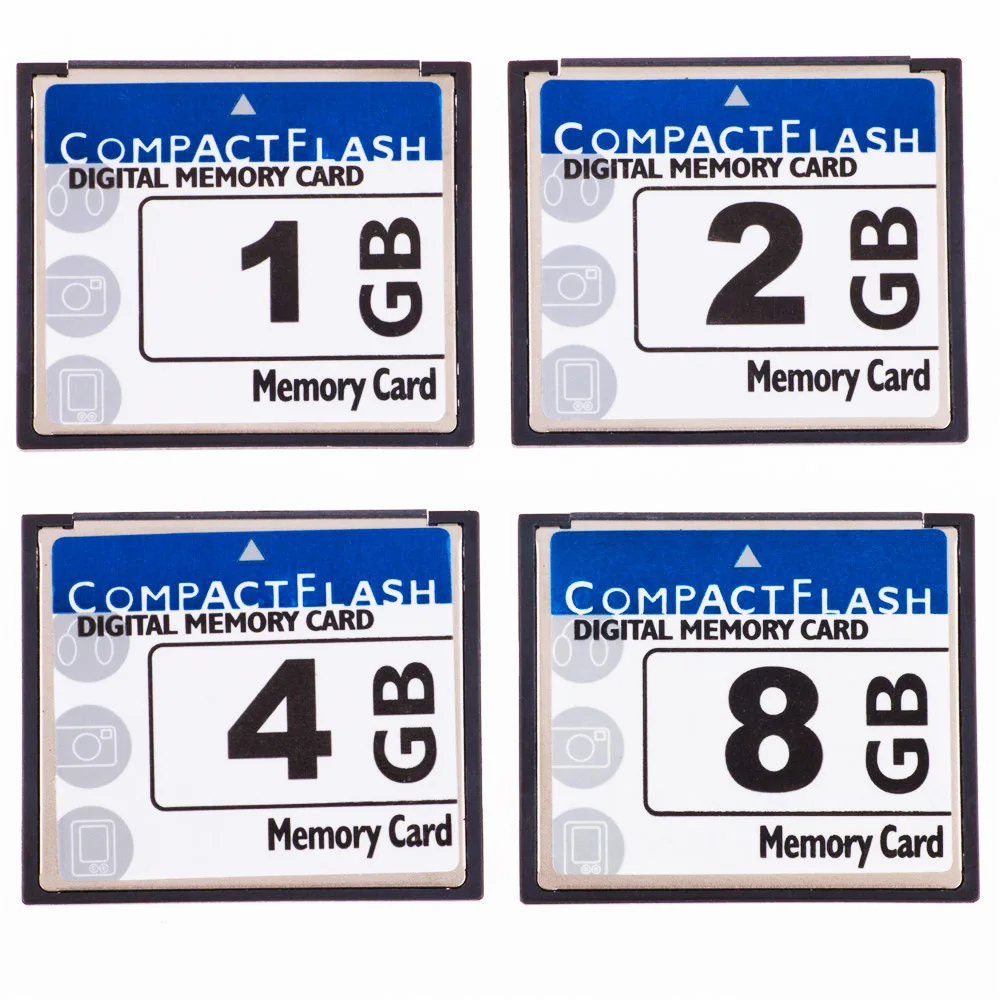 COMPACTFLASH
DIGITAL MEMORY CARD
1 GB
Memory Card
COMPACTFLASH
DIGITAL MEMORY CARD
2 GB
Memory Card
COMPACTFLASH
DIGITAL MEMORY CARD
4 GB
Memory Card
COMPACTFLASH
DIGITAL MEMORY CARD
8 GB
Memory Card